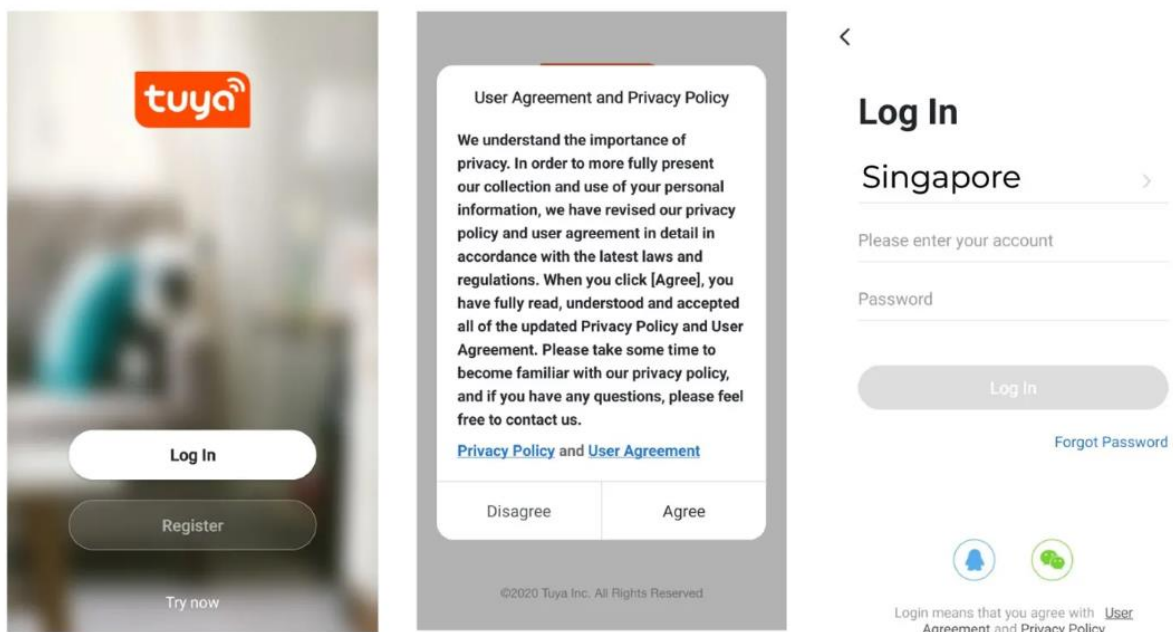 tuya
Log In
Register
Try now
User Agreement and Privacy Policy
We understand the importance of
privacy. In order to more fully present
our collection and use of your personal
information, we have revised our privacy
policy and user agreement in detail in
accordance with the latest laws and
regulations. When you click [Agree], you
have fully read, understood and accepted
all of the updated Privacy Policy and User
Agreement. Please take some time to
become familiar with our privacy policy,
and if you have any questions, please feel
free to contact us.
Privacy Policy and User Agreement
Disagree Agree
©2020 Tuya Inc. All Rights Reserved
Log In
Singapore
Please enter your account
Password
Log In
Forgot Password
Login means that you agree with User
Agreement and Privacy Policy